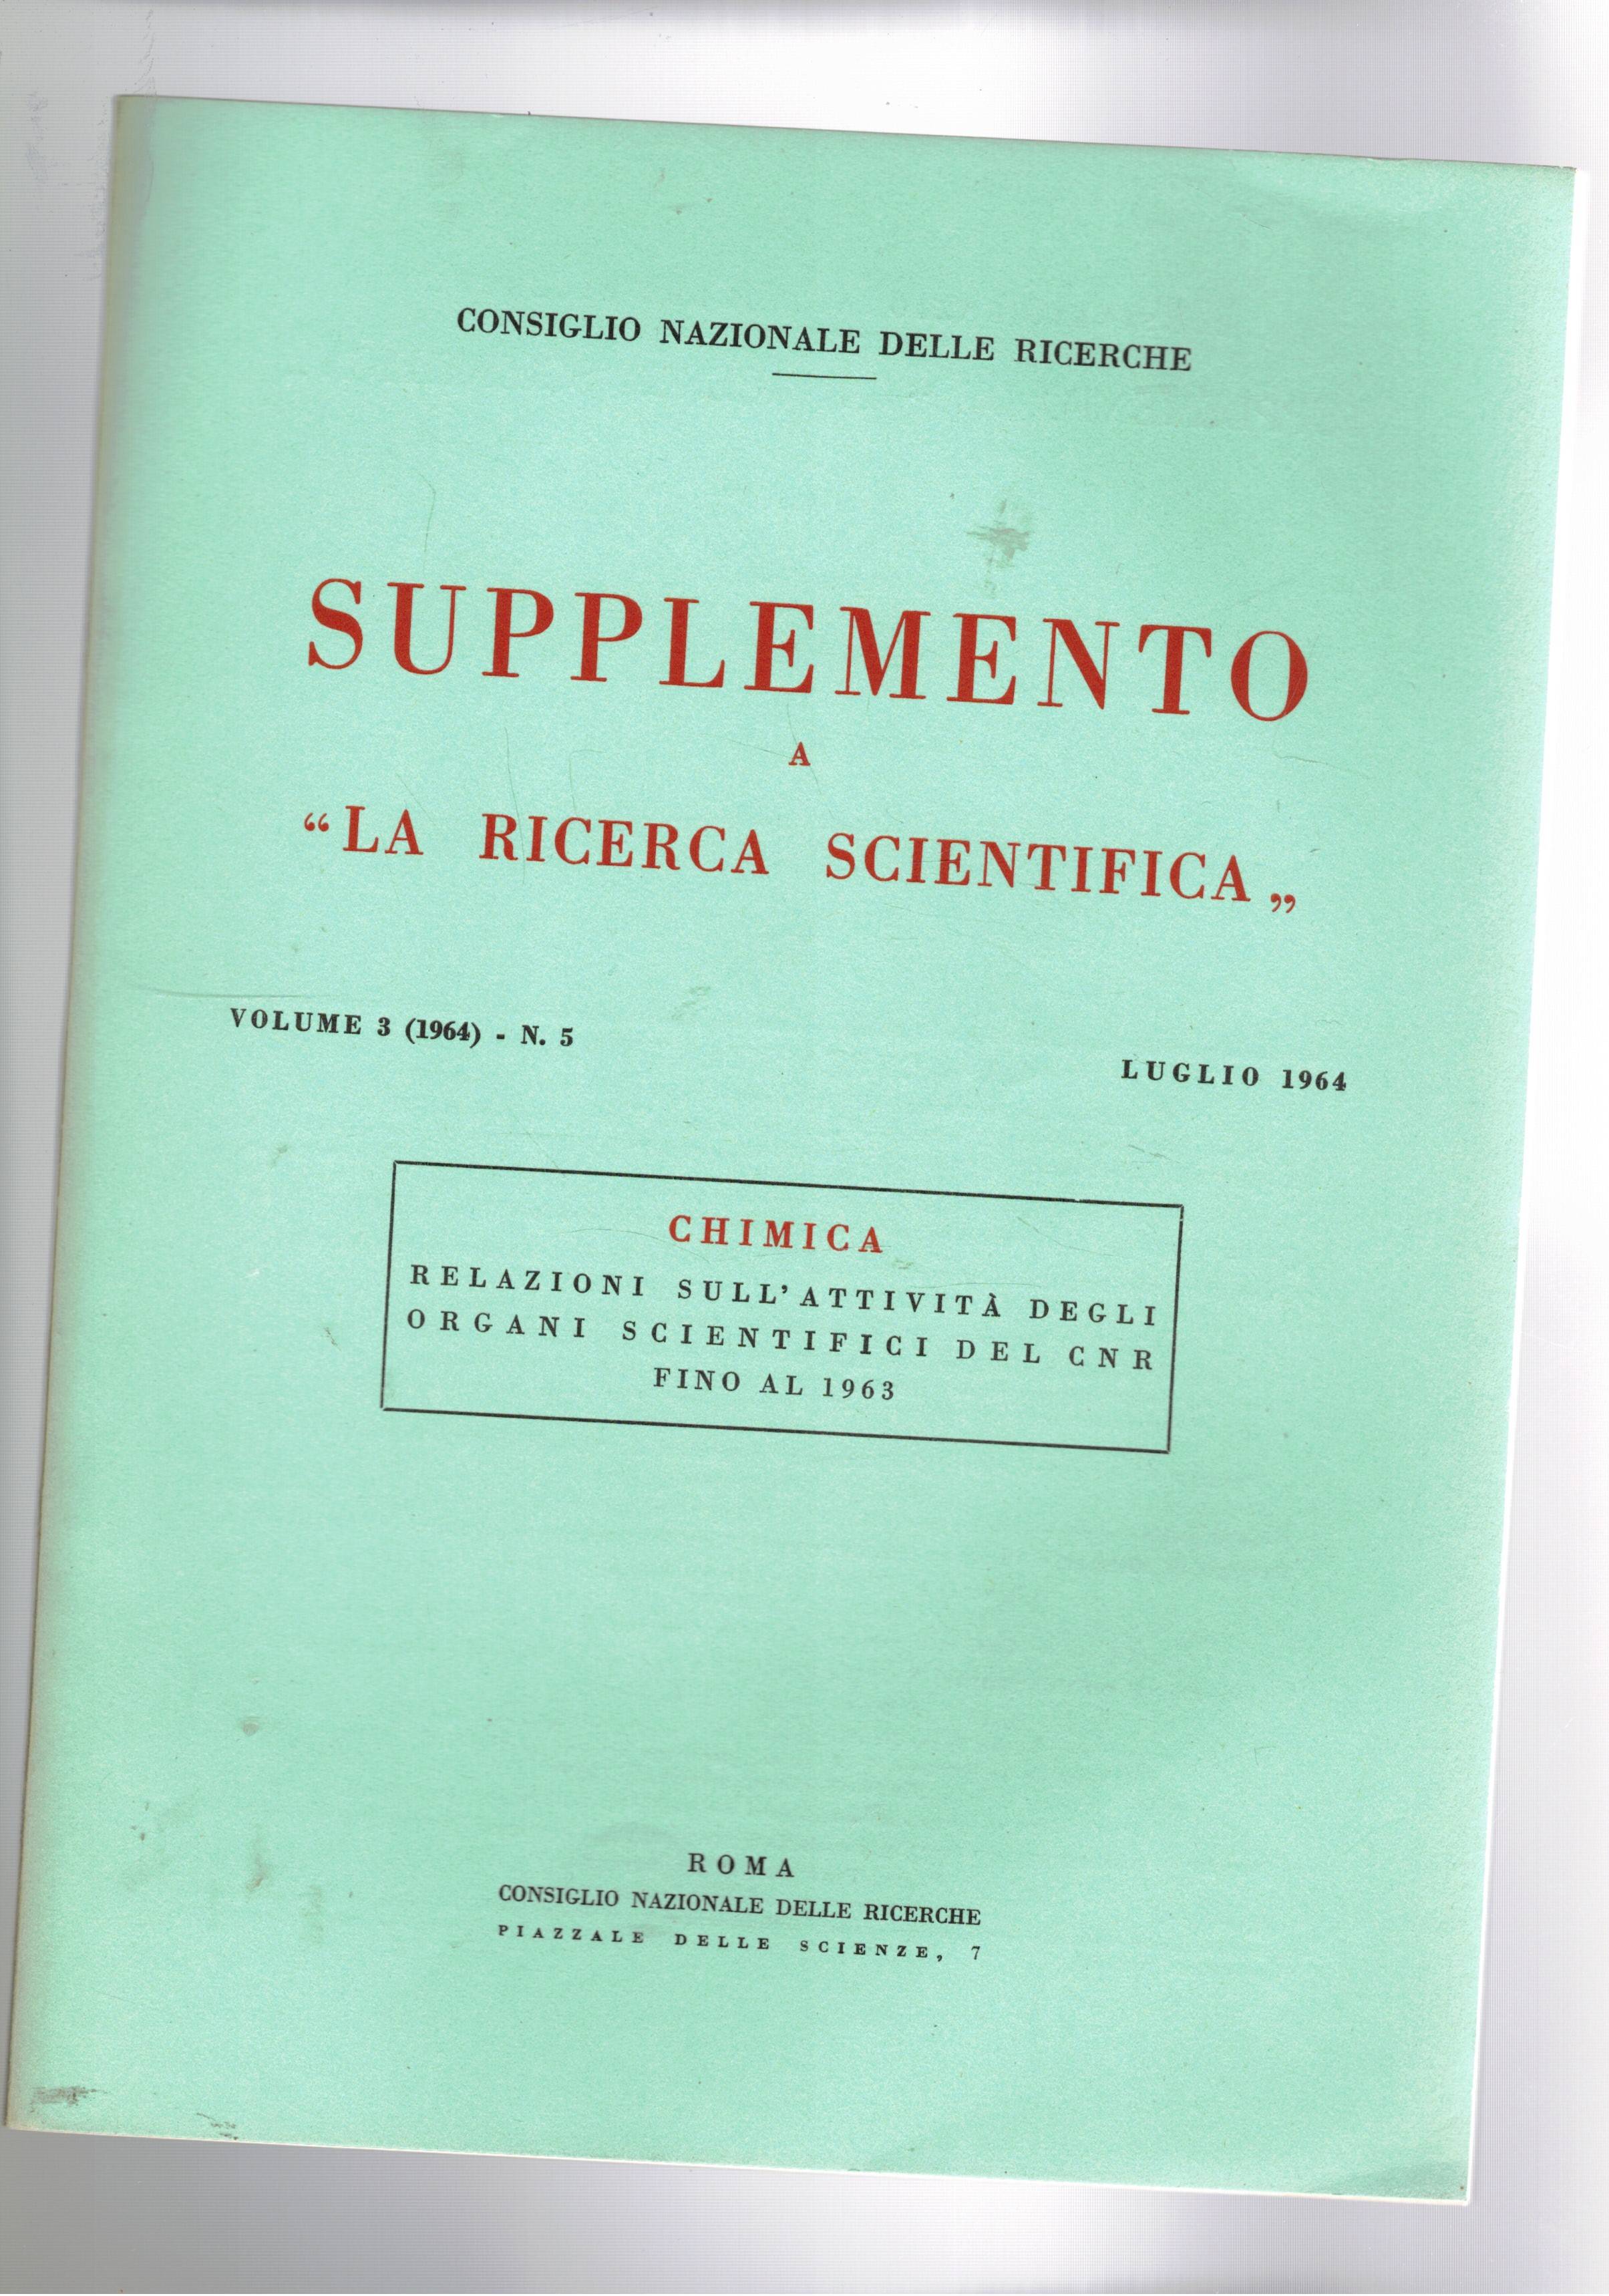 CONSIGLIO NAZIONALE DELLE RICERCHE
SUPPLEMENTO
A
“LA RICERCA SCIENTIFICA„
VOLUME 3 (1964) - N. 5
LUGLIO 1964
CHIMICA
RELAZIONI SULL'ATTIVITÀ DEGLI
ORGANI SCIENTIFICI DEL CNR
FINO AL 1963
ROMA
CONSIGLIO NAZIONALE DELLE RICERCHE
PIAZZALE DELLE SCIENZE, 7